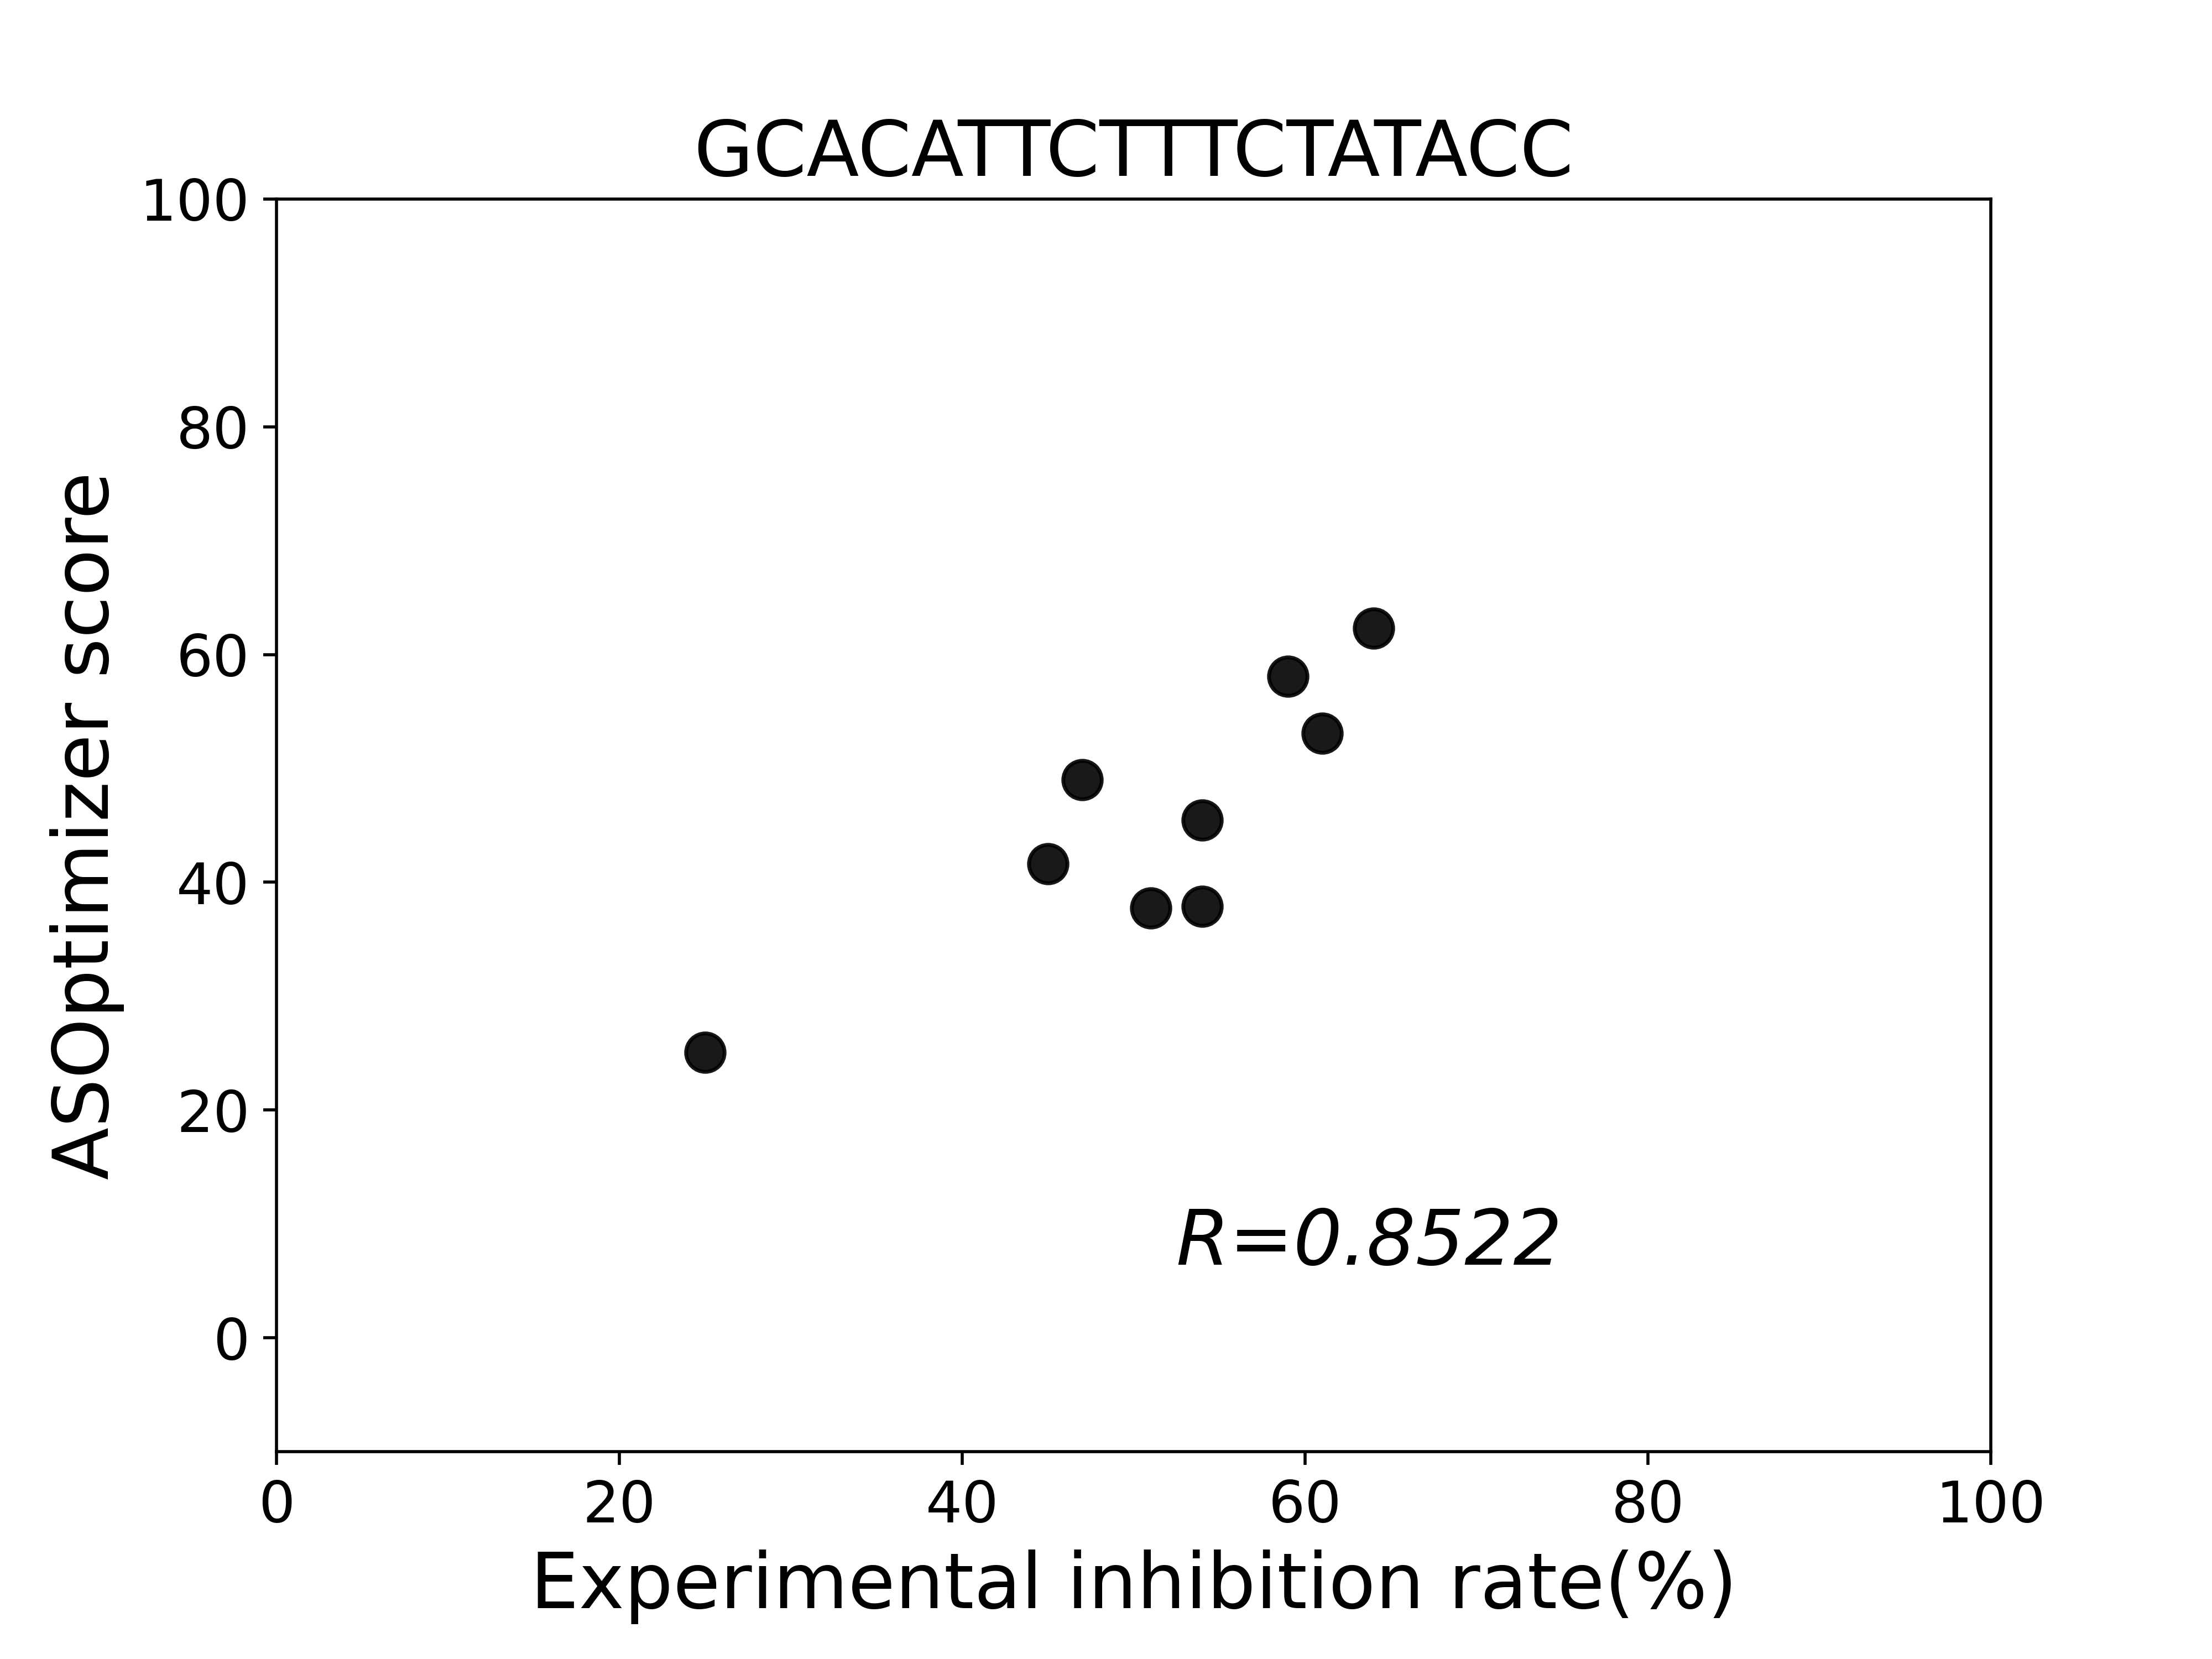 GCACATTCTTTCTATACC
100
80
60
40
20
0
ASOptimizer score
R=0.8522
0 20 40 60 80 100
Experimental inhibition rate(%)